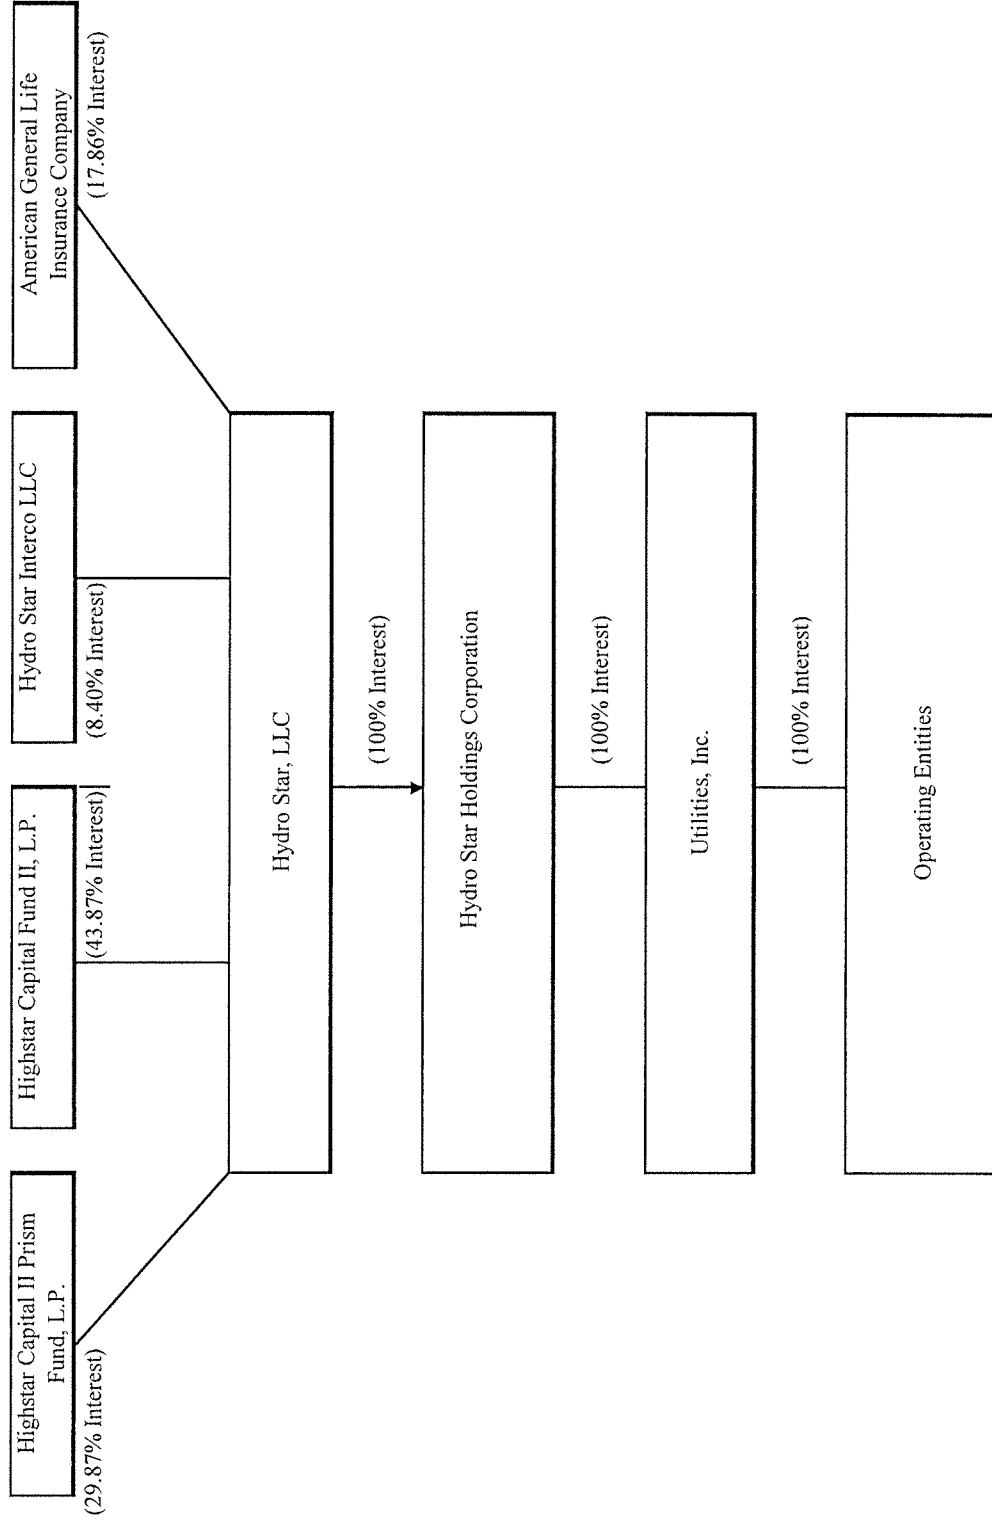 Highstar Capital II Prism
Fund, L.P.
(29.87% Interest)
Highstar Capital Fund II, L.P.
(43.87% Interest)
Hydro Star Interco LLC
(8.40% Interest)
American General Life
Insurance Company
(17.86% Interest)
Hydro Star, LLC
(100% Interest)
Hydro Star Holdings Corporation
(100% Interest)
Utilities, Inc.
(100% Interest)
Operating Entities